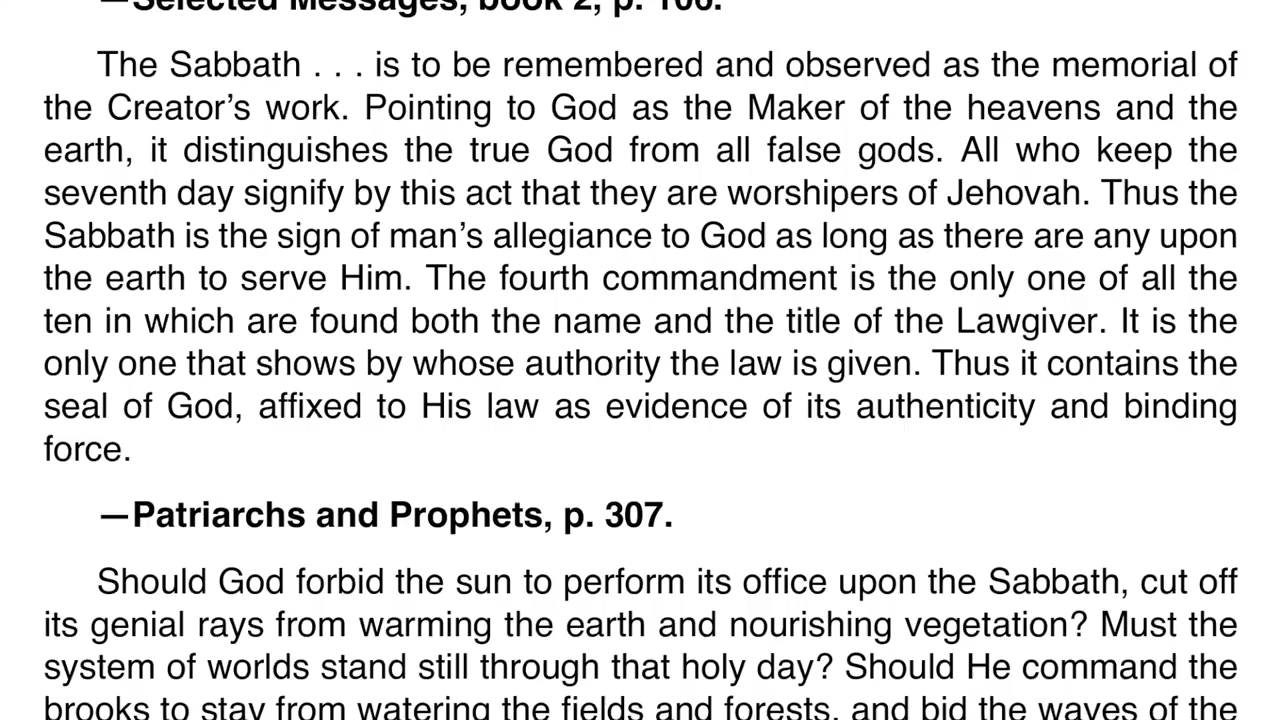 —Selected Messages, book 2, p. 106.
The Sabbath . . . is to be remembered and observed as the memorial of
the Creator’s work. Pointing to God as the Maker of the heavens and the
earth, it distinguishes the true God from all false gods. All who keep the
seventh day signify by this act that they are worshipers of Jehovah. Thus the
Sabbath is the sign of man’s allegiance to God as long as there are any upon
the earth to serve Him. The fourth commandment is the only one of all the
ten in which are found both the name and the title of the Lawgiver. It is the
only one that shows by whose authority the law is given. Thus it contains the
seal of God, affixed to His law as evidence of its authenticity and binding
force.
—Patriarchs and Prophets, p. 307.
Should God forbid the sun to perform its office upon the Sabbath, cut off
its genial rays from warming the earth and nourishing vegetation? Must the
system of worlds stand still through that holy day? Should He command the
brooks to stay from watering the fields and forests, and bid the waves of the